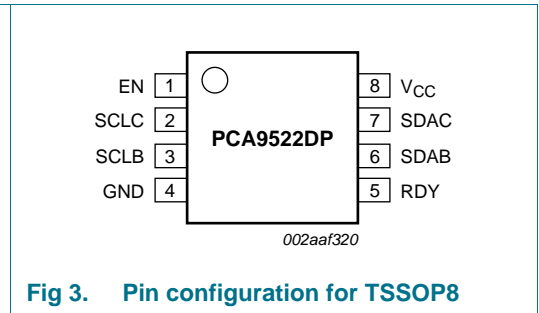 EN 1 8 VCC
SCLC 2 7 SDAC
PCA9522DP
SCLB 3 6 SDAB
GND 4 5 RDY
002aaf320
Fig 3. Pin configuration for TSSOP8